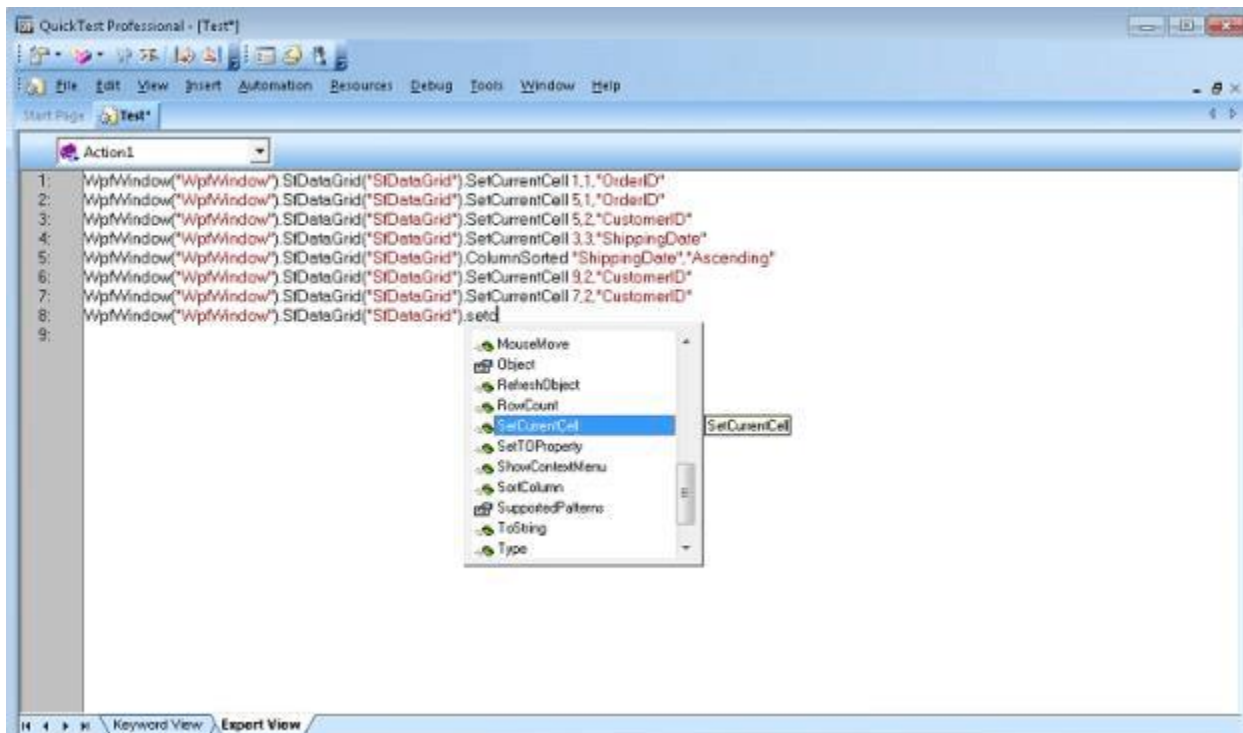 QuickTest Professional - [Test*]
File Edit View Insert Automation Resources Debug Tools Window Help
Start Page Test*
Action1
1: WpfWindow("WpfWindow").SfDataGrid("SfDataGrid").SetCurrentCell 1,1,"OrderID"
2: WpfWindow("WpfWindow").SfDataGrid("SfDataGrid").SetCurrentCell 5,1,"OrderID"
3: WpfWindow("WpfWindow").SfDataGrid("SfDataGrid").SetCurrentCell 5,2,"CustomerID"
4: WpfWindow("WpfWindow").SfDataGrid("SfDataGrid").SetCurrentCell 3,3,"ShippingDate"
5: WpfWindow("WpfWindow").SfDataGrid("SfDataGrid").ColumnSorted "ShippingDate","Ascending"
6: WpfWindow("WpfWindow").SfDataGrid("SfDataGrid").SetCurrentCell 9,2,"CustomerID"
7: WpfWindow("WpfWindow").SfDataGrid("SfDataGrid").SetCurrentCell 7,2,"CustomerID"
8: WpfWindow("WpfWindow").SfDataGrid("SfDataGrid").setc
9:
MouseMove
Object
RefreshObject
RowCount
SetCurrentCell SetCurrentCell
SetTOProperty
ShowContextMenu
SortColumn
SupportedPatterns
ToString
Type
Keyword View Expert View